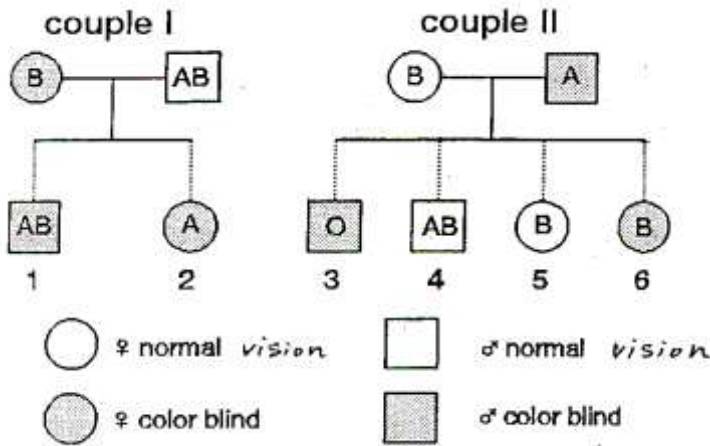 couple I couple II
B AB B A
AB A O AB B B
1 2 3 4 5 6
♀ normal vision ♂ normal vision
♀ color blind ♂ color blind